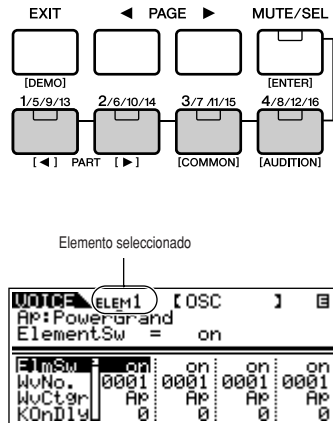 EXIT ◄ PAGE ► MUTE/SEL
[DEMO] [ENTER]
1/5/9/13 2/6/10/14 3/7/11/15 4/8/12/16
[◄] PART [►] [COMMON] [AUDITION]
Elemento seleccionado
VOICE ELEM1 [OSC ] E
AP:PowerGrand
ElementSw = on
ElmSw on on on on
WvNo. 0001 0001 0001 0001
WvCtgr AP AP AP AP
KOnDly 0 0 0 0